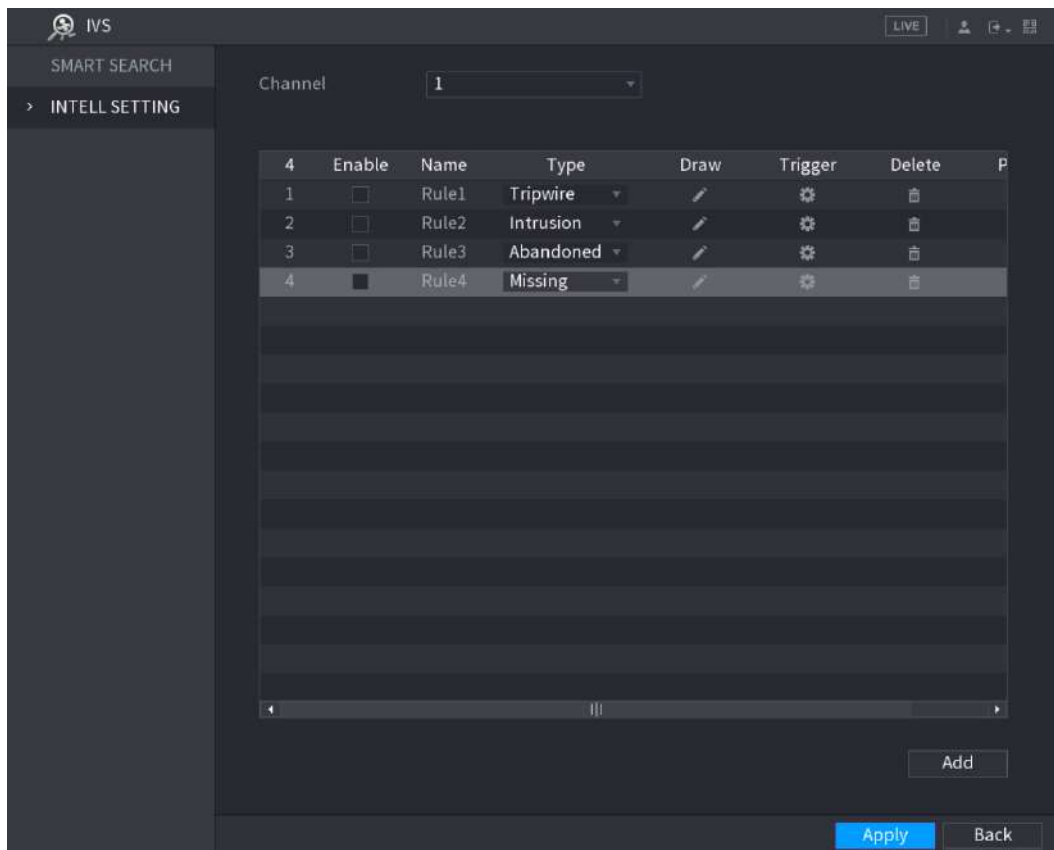 IVS LIVE
SMART SEARCH
INTELL SETTING
Channel 1
4 Enable Name Type Draw Trigger Delete P
1 Rule1 Tripwire
2 Rule2 Intrusion
3 Rule3 Abandoned
4 Rule4 Missing
Add
Apply Back